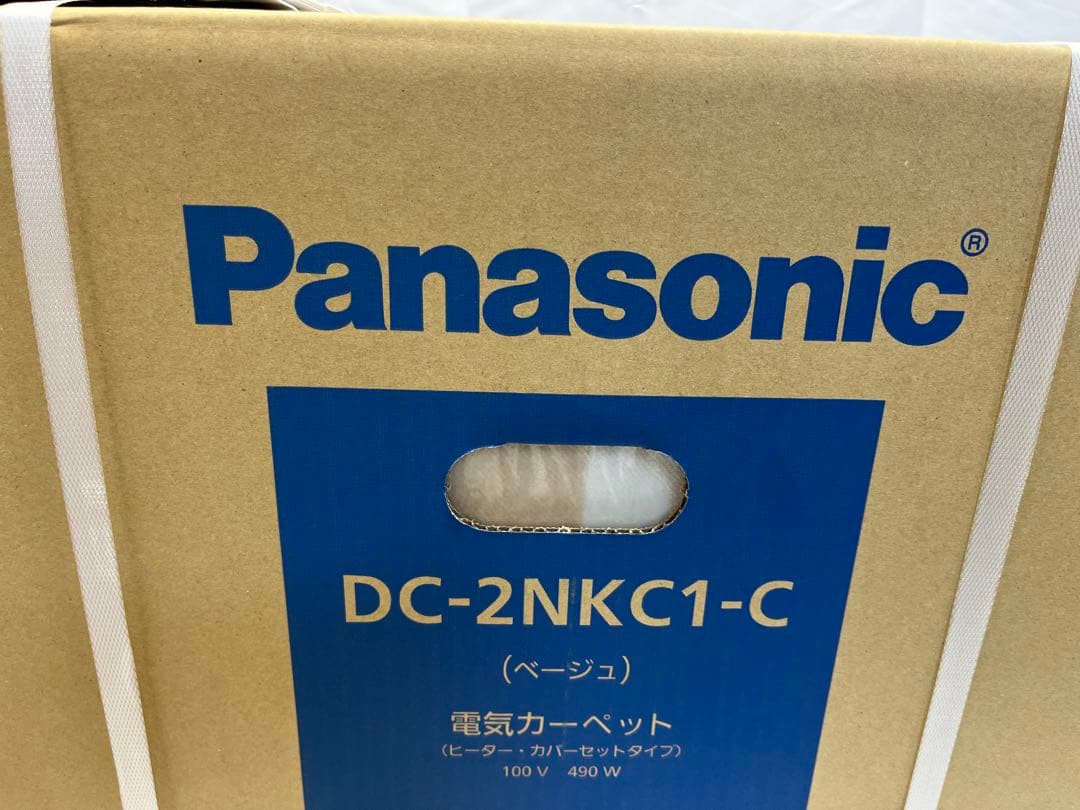 Panasonic®
DC-2NKC1-C
(ベージュ)
電気カーペット
(ヒーター・カバーセットタイプ)
100 V 490 W